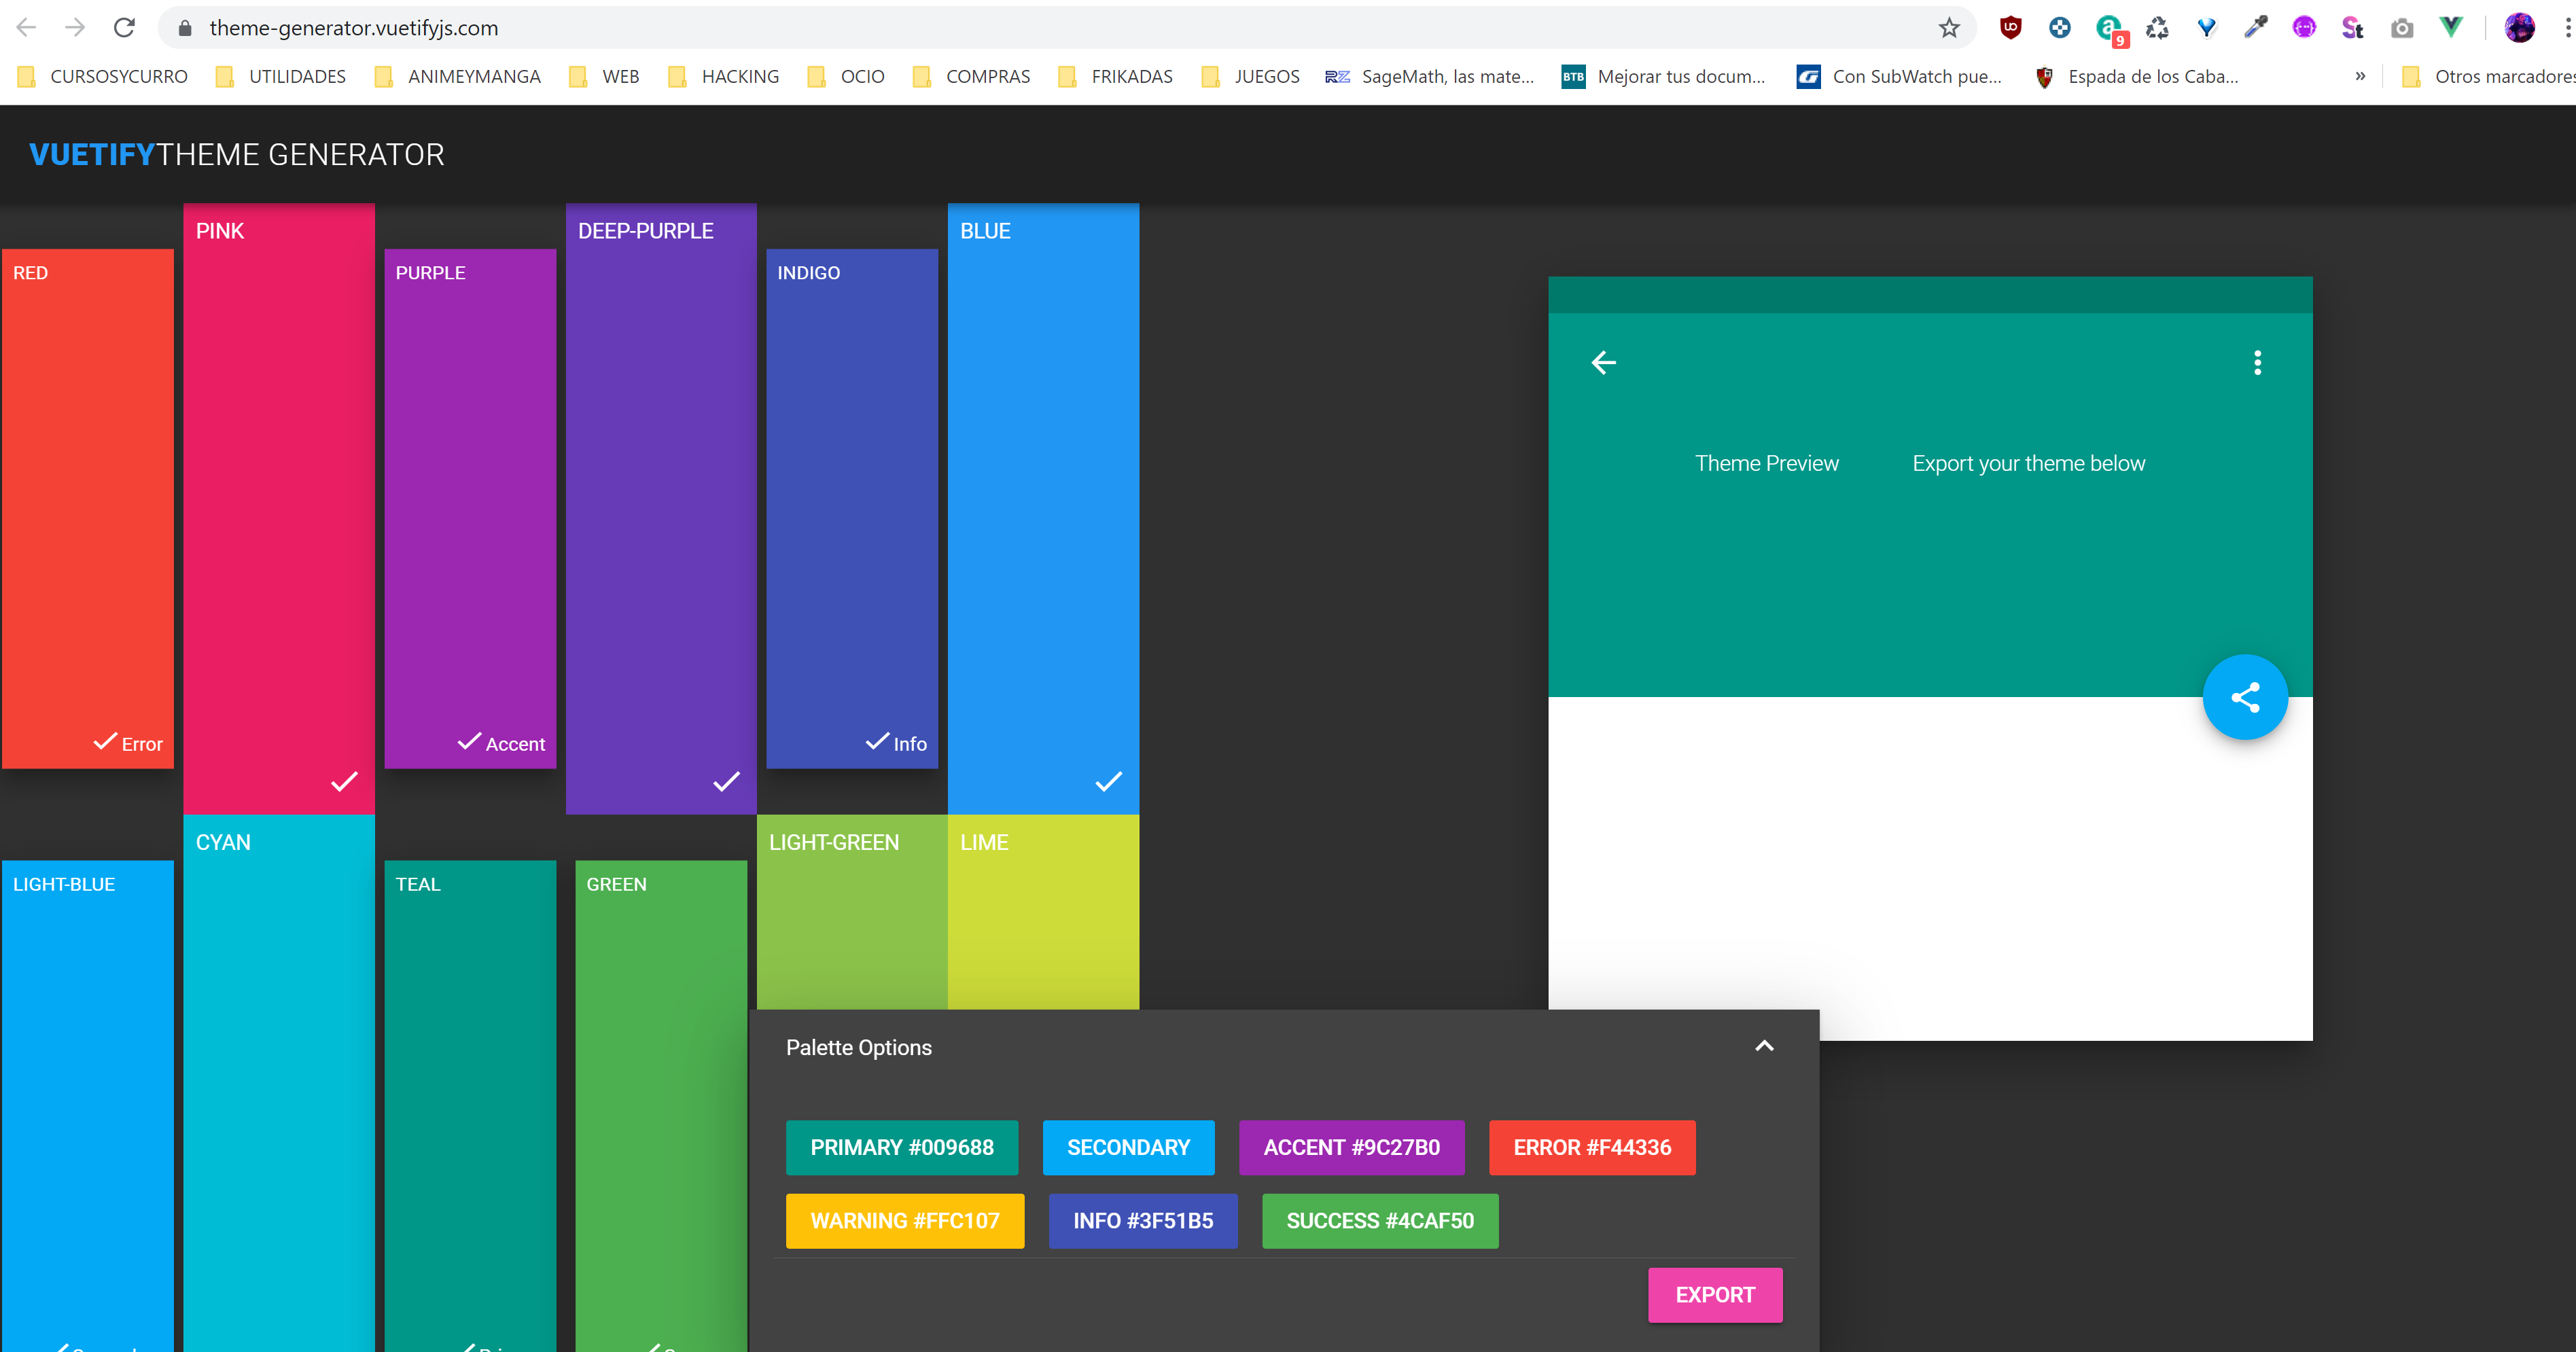 theme-generator.vuetifyjs.com
9
CURSOSYCURRO UTILIDADES ANIMEYMANGA WEB HACKING OCIO COMPRAS FRIKADAS JUEGOS RZ SageMath, las mate... BTB Mejorar tus docum... G Con SubWatch pue... Espada de los Caba... » Otros marcadores
VUETIFYTHEME GENERATOR
PINK DEEP-PURPLE BLUE
RED PURPLE INDIGO
Theme Preview Export your theme below
Error Accent Info
CYAN LIGHT-GREEN LIME
LIGHT-BLUE TEAL GREEN
Palette Options
PRIMARY #009688 SECONDARY ACCENT #9C27B0 ERROR #F44336
WARNING #FFC107 INFO #3F51B5 SUCCESS #4CAF50
EXPORT